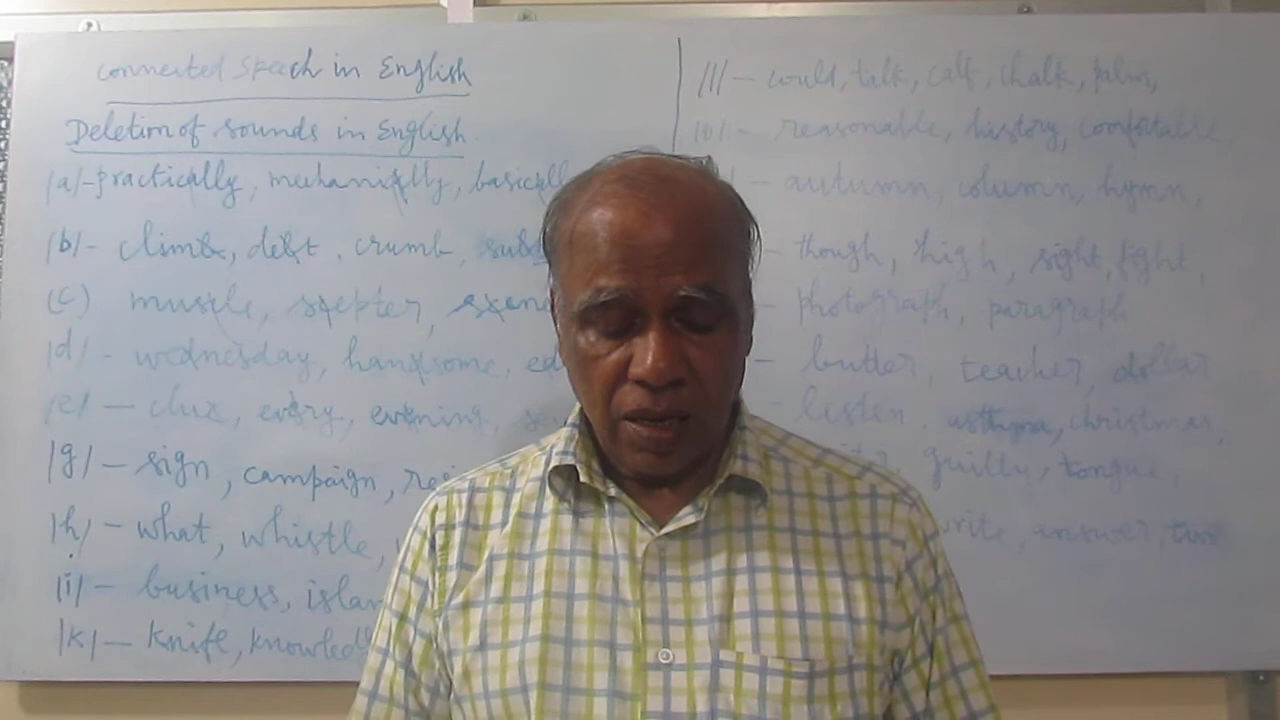 Connected Speech in English
Deletion of sounds in English
/a/- practically, mechanically, basically
/b/- climb, debt, crumb,
(c) muscle, scepter,
/d/- wednesday, handsome,
/e/ – clue, every, evening,
/g/ – sign, campaign,
/h/ – what, whistle,
/i/ – business,
/k/ – knife,
/l/ – could, talk, calf, chalk, palm,
/o/- reasonable, history, comfortable
– autumn, column, hymn,
– though, high, sight, fight,
– photograph, paragraph
– butter, teacher, dollar
– listen, asthma, christmas,
guilty, tongue,
write, answer, two